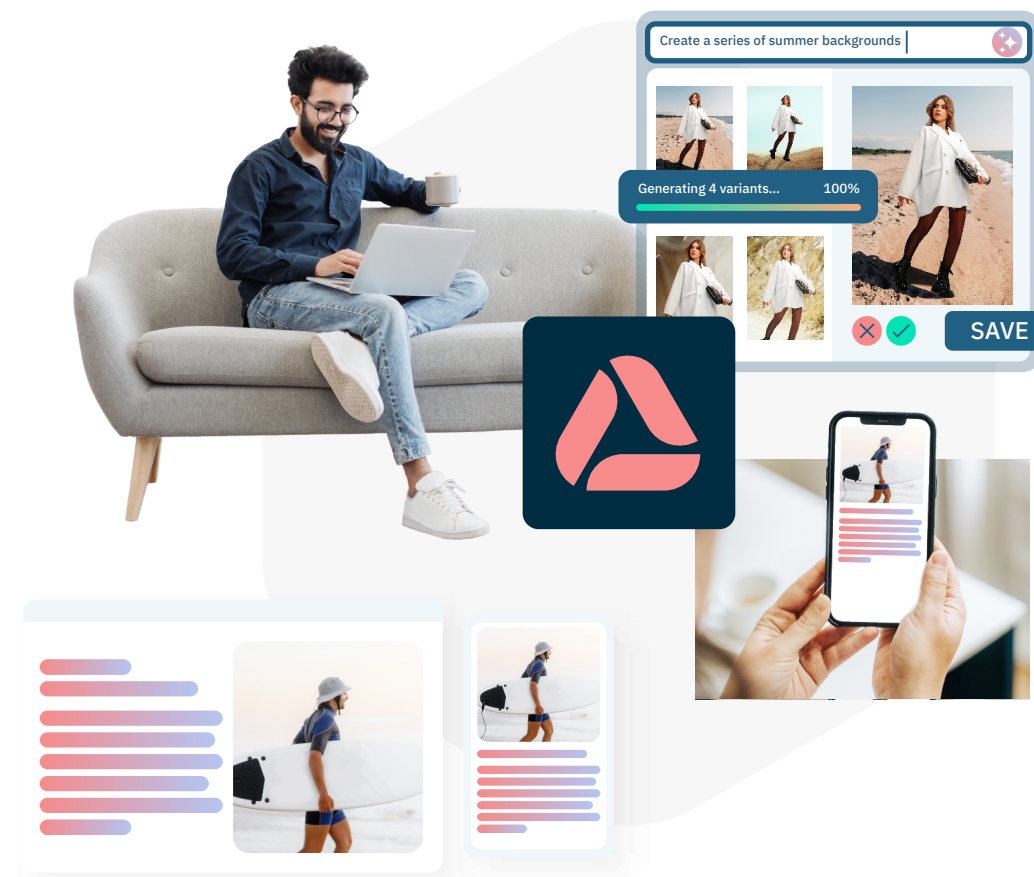 Create a series of summer backgrounds
Generating 4 variants... 100%
SAVE